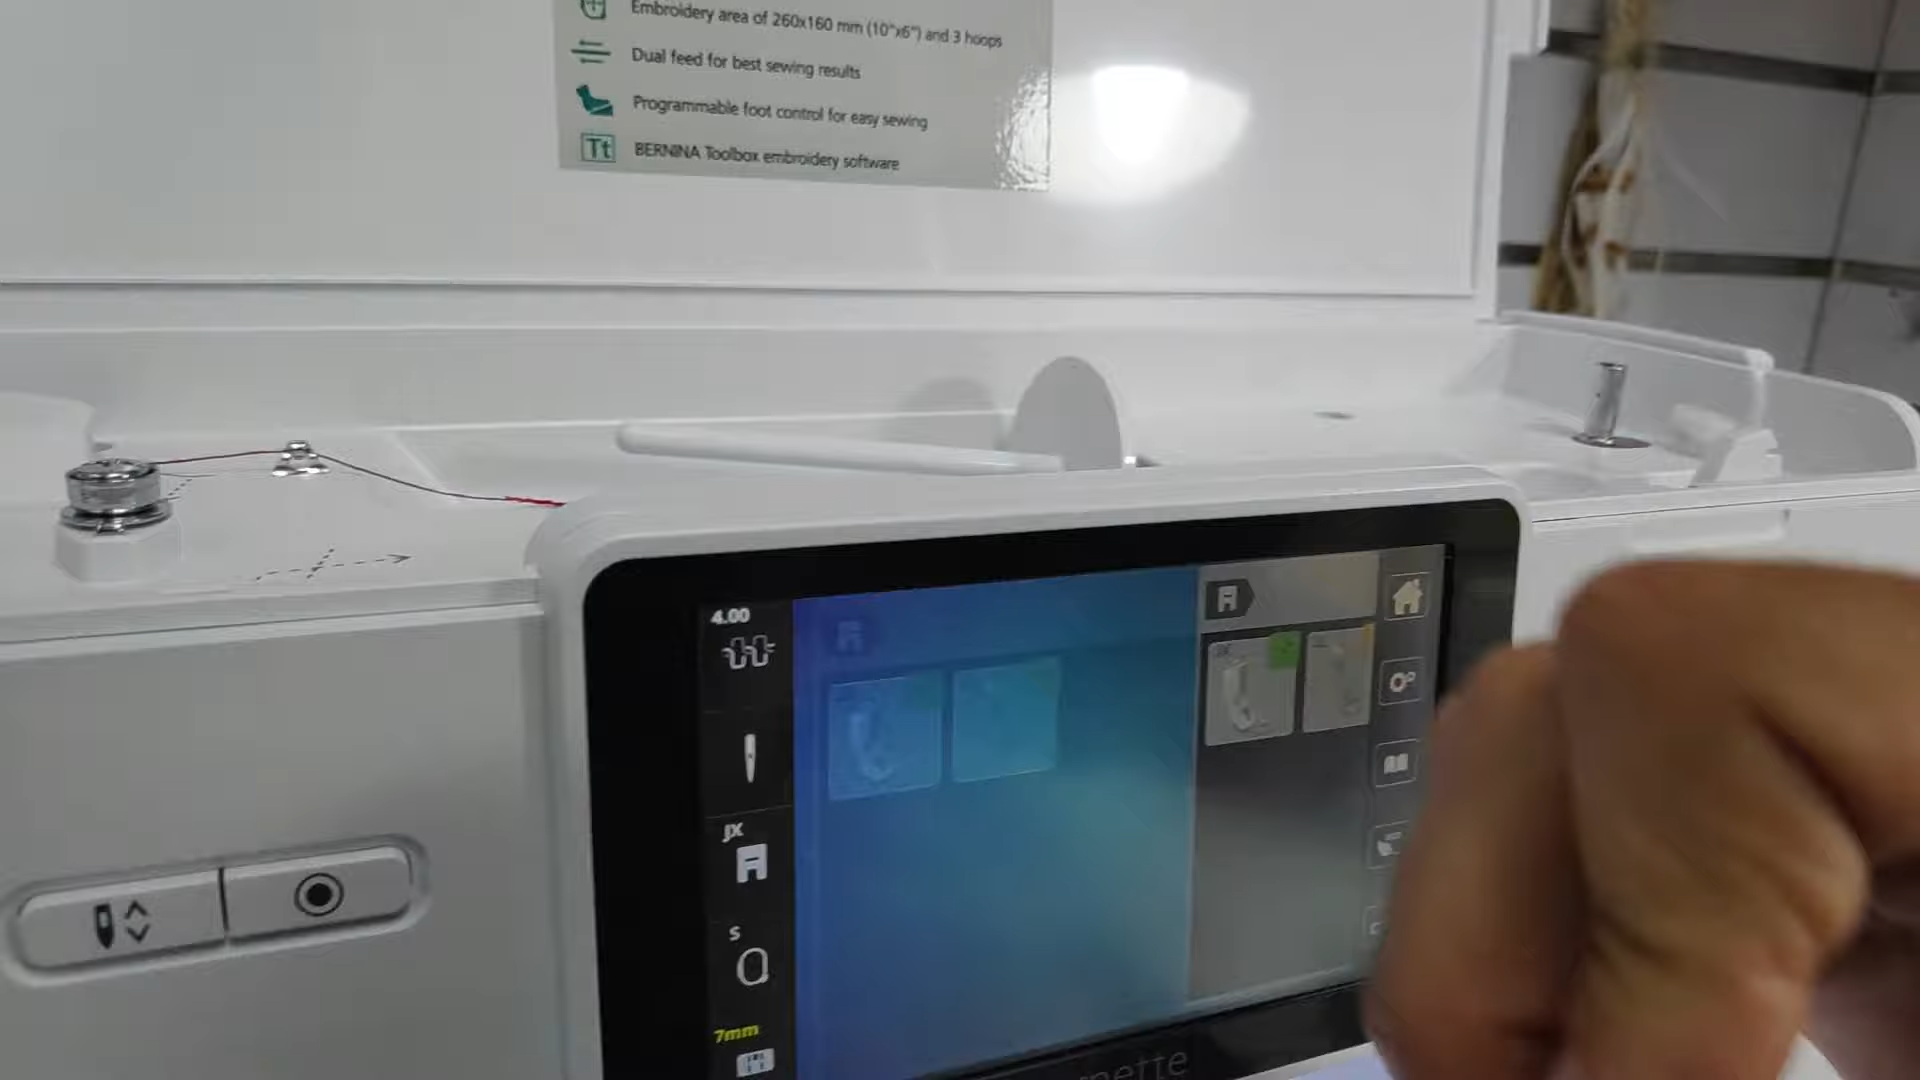 Embroidery area of 260x160 mm (10"x6") and 3 hoops
Dual feed for best sewing results
Programmable foot control for easy sewing
Tt BERNINA Toolbox embroidery software
4.00
JX
S
7mm